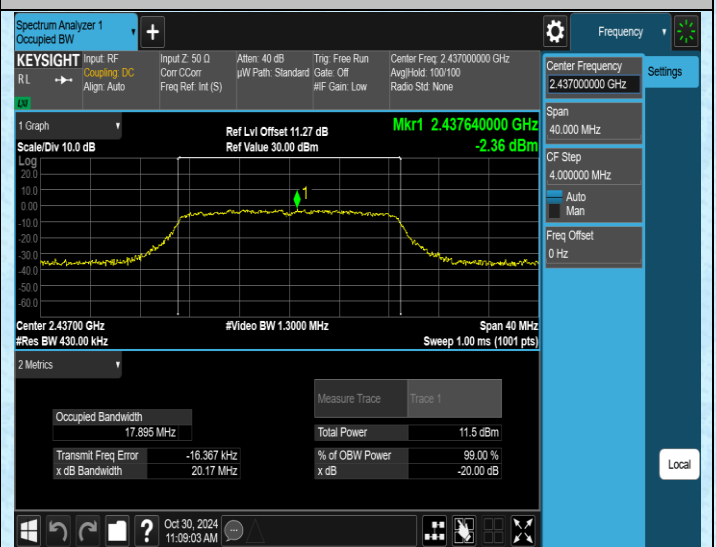 Spectrum Analyzer 1
Occupied BW
+
Frequency
KEYSIGHT
RL
LXI
Input: RF
Coupling: DC
Align: Auto
Input Z: 50 Ω
Corr CCorr
Freq Ref: Int (S)
Atten: 40 dB
µW Path: Standard
Trig: Free Run
Gate: Off
#IF Gain: Low
Center Freq: 2.437000000 GHz
Avg|Hold: 100/100
Radio Std: None
Center Frequency
2.437000000 GHz
Settings
Span
40.000 MHz
CF Step
4.000000 MHz
Auto
Man
Freq Offset
0 Hz
1 Graph
Scale/Div 10.0 dB
Ref Lvl Offset 11.27 dB
Ref Value 30.00 dBm
Mkr1 2.437640000 GHz
-2.36 dBm
Log
20.0
10.0
0.00
-10.0
-20.0
-30.0
-40.0
-50.0
-60.0
1
Center 2.43700 GHz
#Video BW 1.3000 MHz
Span 40 MHz
#Res BW 430.00 kHz
Sweep 1.00 ms (1001 pts)
2 Metrics
Measure Trace
Trace 1
Occupied Bandwidth
17.895 MHz
Total Power
11.5 dBm
Transmit Freq Error
-16.367 kHz
% of OBW Power
99.00 %
x dB Bandwidth
20.17 MHz
x dB
-20.00 dB
Local
?
Oct 30, 2024
11:09:03 AM